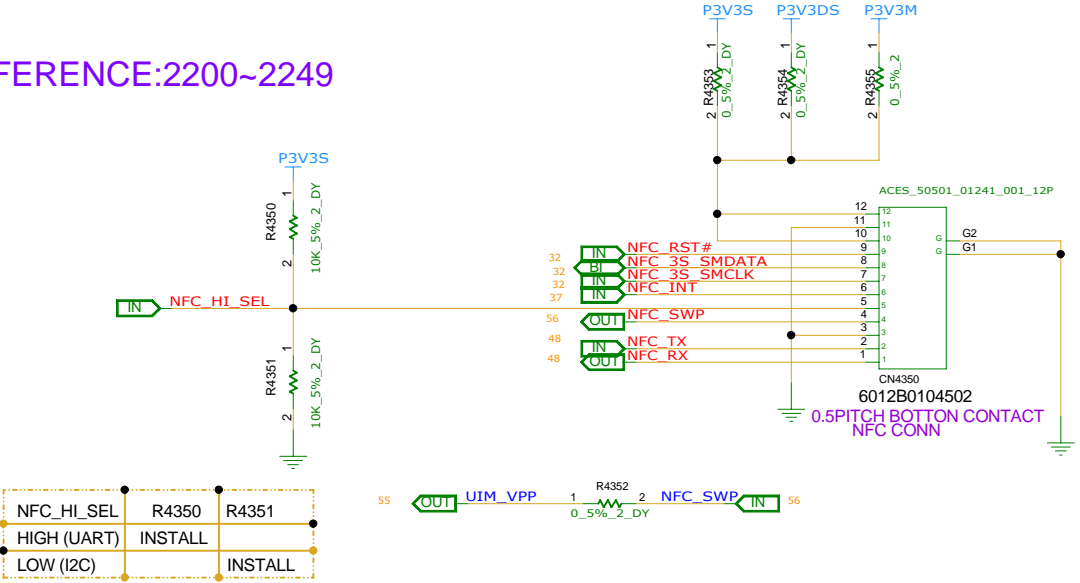 P3V3S P3V3DS P3V3M
FERENCE:2200~2249
R4353 1 2 0_5%_2_DY
R4354 1 2 0_5%_2_DY
R4355 1 2 0_5%_2
P3V3S
R4350 1 2 10K_5%_2_DY
ACES_50501_01241_001_12P
12 12
11 11
10 10
32 IN NFC_RST# 9 9
32 BI NFC_3S_SMDATA 8 8
32 IN NFC_3S_SMCLK 7 7
37 IN NFC_INT 6 6
IN NFC_HI_SEL 5 5
56 OUT NFC_SWP 4 4
3 3
48 IN NFC_TX 2 2
48 OUT NFC_RX 1 1
G G2
G G1
R4351 1 2 10K_5%_2_DY
CN4350
6012B0104502
0.5PITCH BOTTON CONTACT
NFC CONN
55 OUT UIM_VPP 1 R4352 2 NFC_SWP IN 56
0_5%_2_DY
NFC_HI_SEL R4350 R4351
HIGH (UART) INSTALL
LOW (I2C) INSTALL